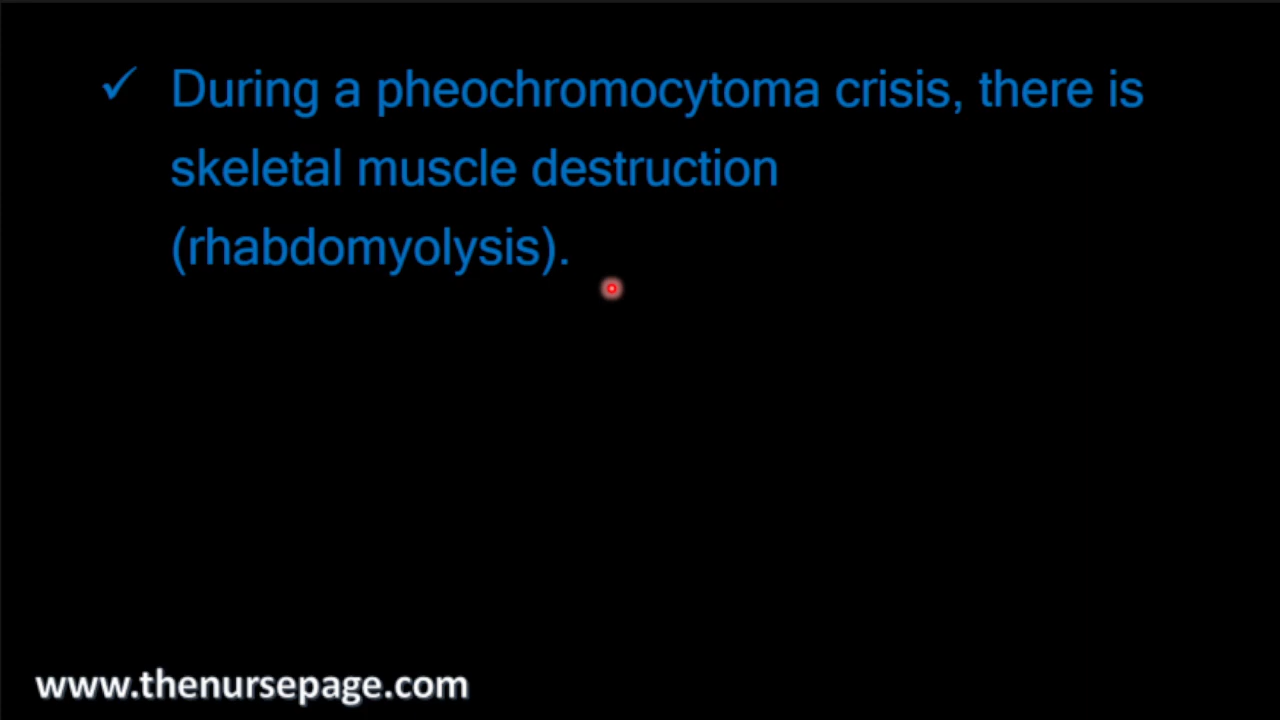 ✓ During a pheochromocytoma crisis, there is
skeletal muscle destruction
(rhabdomyolysis).
www.thenursepage.com